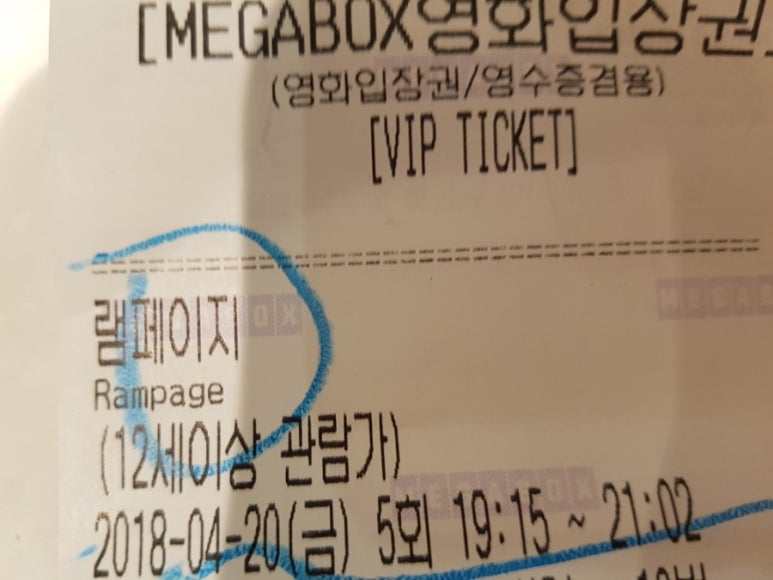 [MEGABOX영화입장권]
(영화입장권/영수증겸용)
[VIP TICKET]
램페이지
Rampage
(12세이상 관람가)
2018-04-20(금) 5회 19:15 ~ 21:02